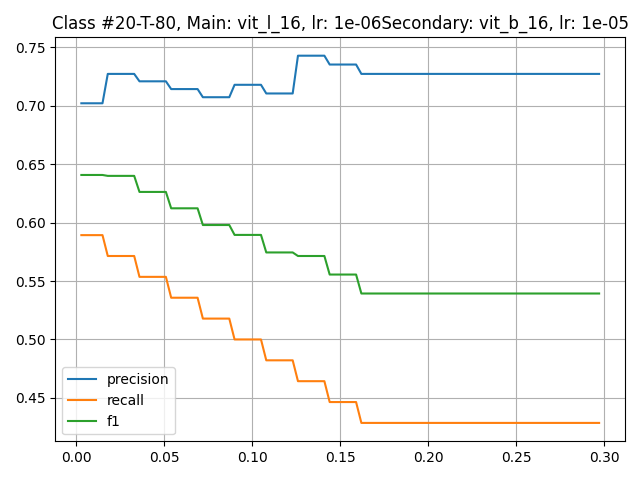 Class #20-T-80, Main: vit_l_16, lr: 1e-06Secondary: vit_b_16, lr: 1e-05
0.75
0.70
0.65
0.60
0.55
0.50
0.45
precision
recall
f1
0.00 0.05 0.10 0.15 0.20 0.25 0.30